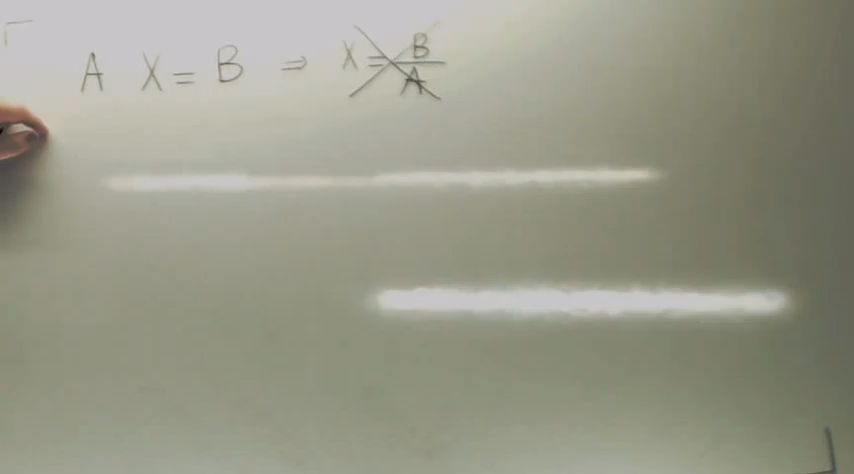 A X = B ⇒ X = B/A